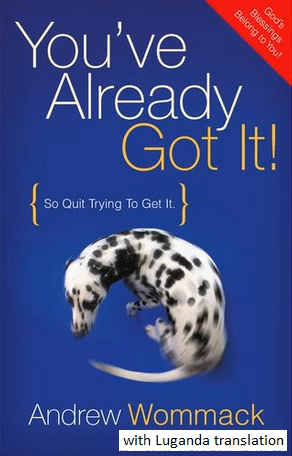 God's
Blessings
Belong to You!
You've
Already
Got It!
{ So Quit Trying To Get It. }
Andrew Wommack
with Luganda translation